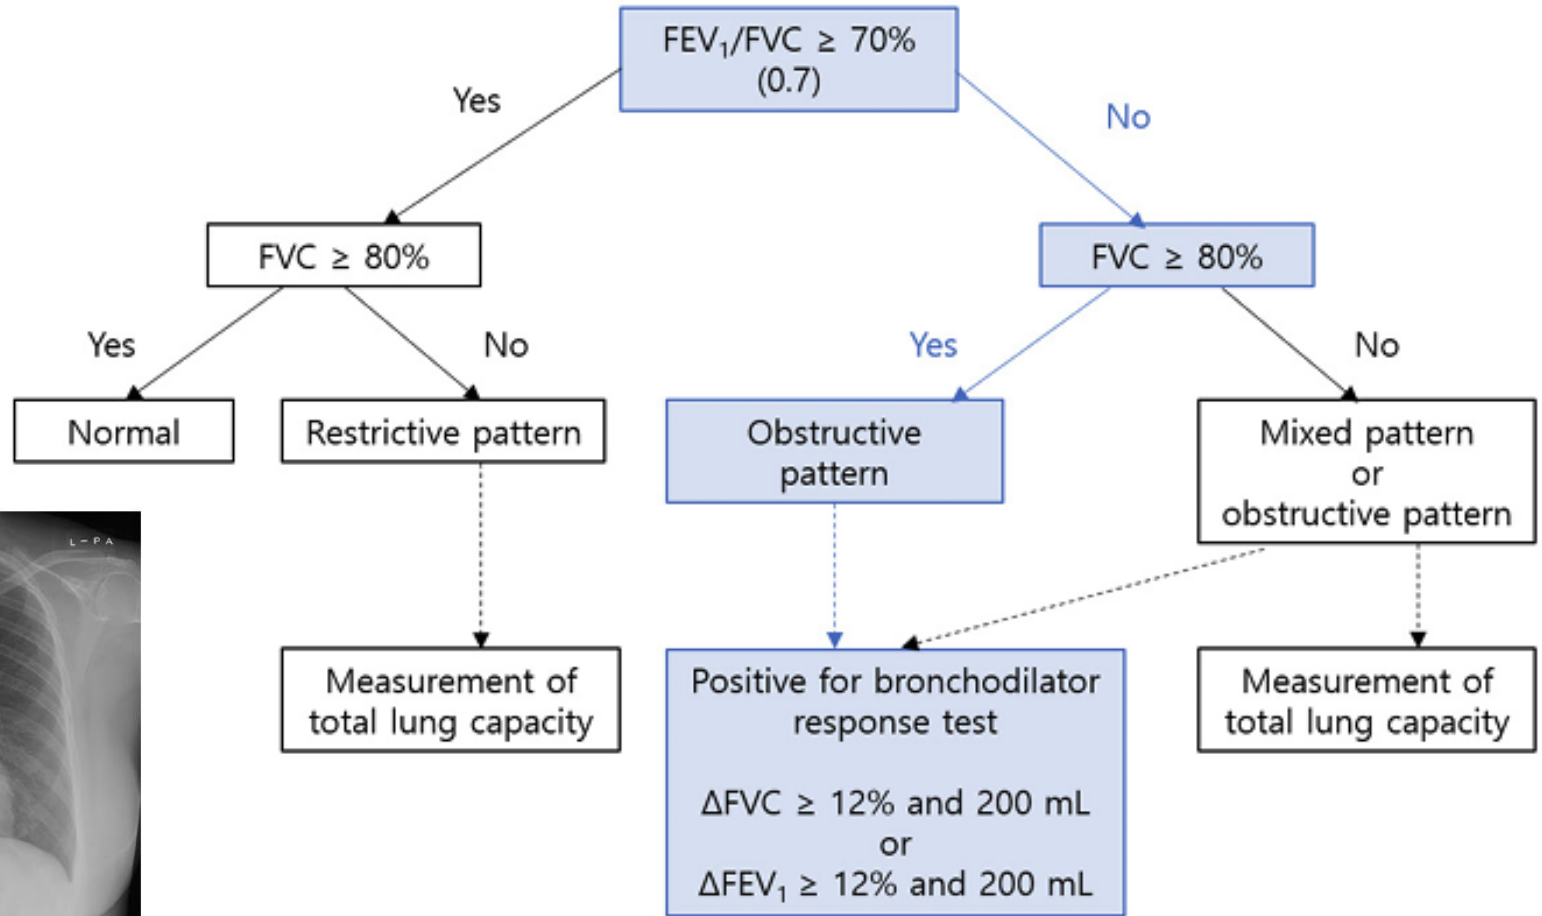 FEV₁/FVC ≥ 70%
(0.7)
Yes
No
FVC ≥ 80%
FVC ≥ 80%
Yes
No
Yes
No
Normal
Restrictive pattern
Obstructive
pattern
Mixed pattern
or
obstructive pattern
L-PA
Measurement of
total lung capacity
Positive for bronchodilator
response test
ΔFVC ≥ 12% and 200 mL
or
ΔFEV₁ ≥ 12% and 200 mL
Measurement of
total lung capacity